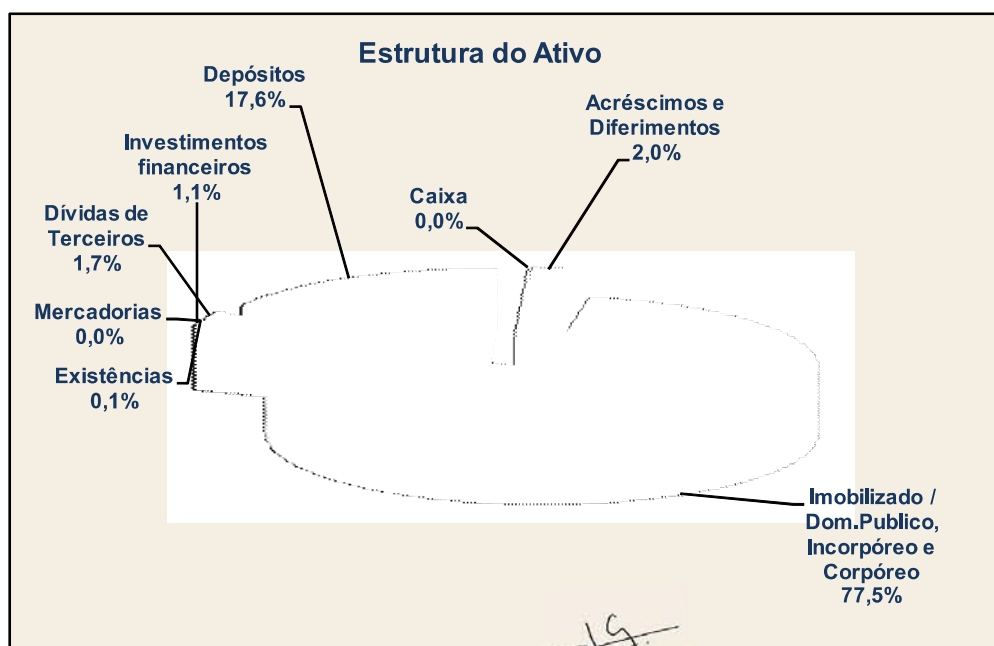 Estrutura do Ativo
Depósitos
17,6%
Acréscimos e
Diferimentos
2,0%
Investimentos
financeiros
1,1%
Caixa
0,0%
Dívidas de
Terceiros
1,7%
Mercadorias
0,0%
Existências
0,1%
Imobilizado /
Dom.Publico,
Incorpóreo e
Corpóreo
77,5%